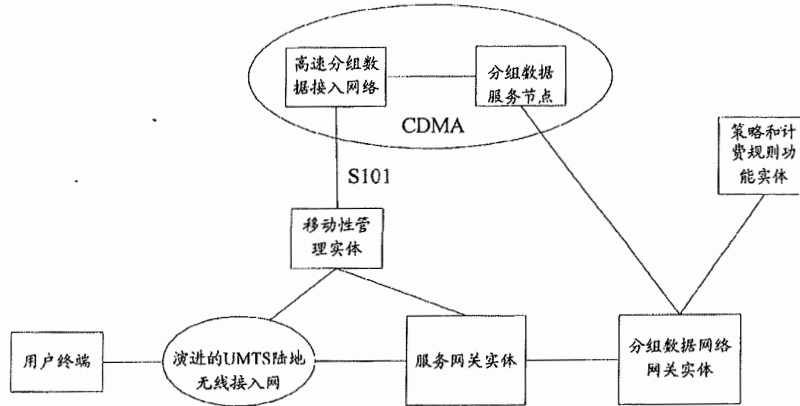 高速分组数
据接入网络
分组数据
服务节点
CDMA
策略和计
费规则功
能实体
S101
移动性管
理实体
用户终端
演进的UMTS陆地
无线接入网
服务网关实体
分组数据网络
网关实体